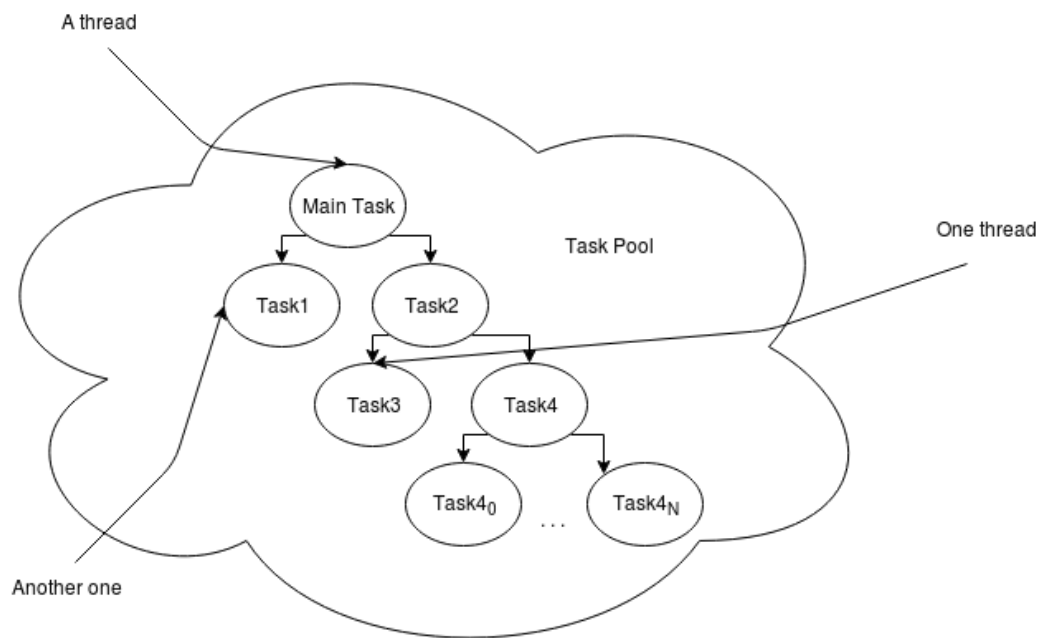 A thread
Main Task
Task Pool
One thread
Task1
Task2
Task3
Task4
Task4₀
...
Task4N
Another one